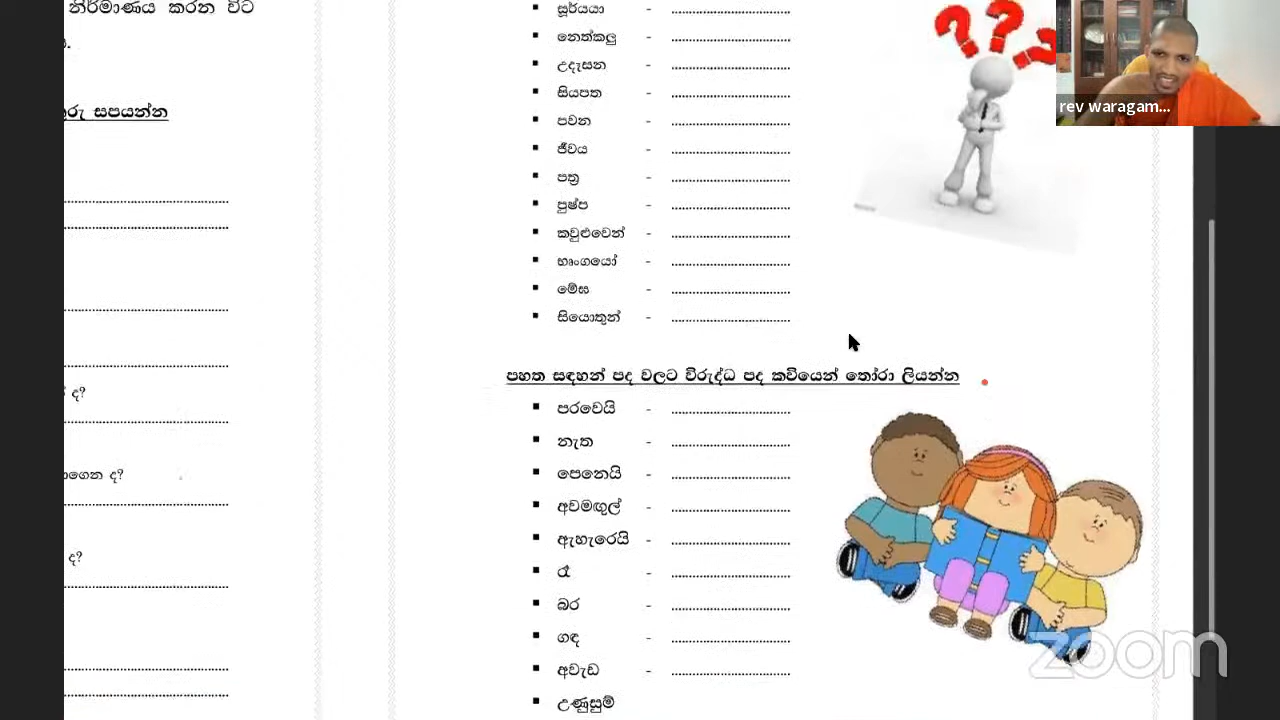 නිර්මාණය කරන විට
සපයන්න
ද?
ද?
සූර්යයා - ..............................
නෙත්කලු - ..............................
උදෑසන - ..............................
සියපත - ..............................
පවන - ..............................
ජීවය - ..............................
පත්‍ර - ..............................
පුෂ්ප - ..............................
කවුළුවෙන් - ..............................
භෘංගයෝ - ..............................
මේඝ - ..............................
සියොතුන් - ..............................
පහත සඳහන් පද වලට විරුද්ධ පද කවියෙන් තෝරා ලියන්න
පරවෙයි - ..............................
නැත - ..............................
පෙනෙයි - ..............................
අවමඟුල් - ..............................
ඇහැරෙයි - ..............................
රෑ - ..............................
බර - ..............................
ගඳ - ..............................
අවැඩ - ..............................
උණුසුම්
rev waragam...
zoom